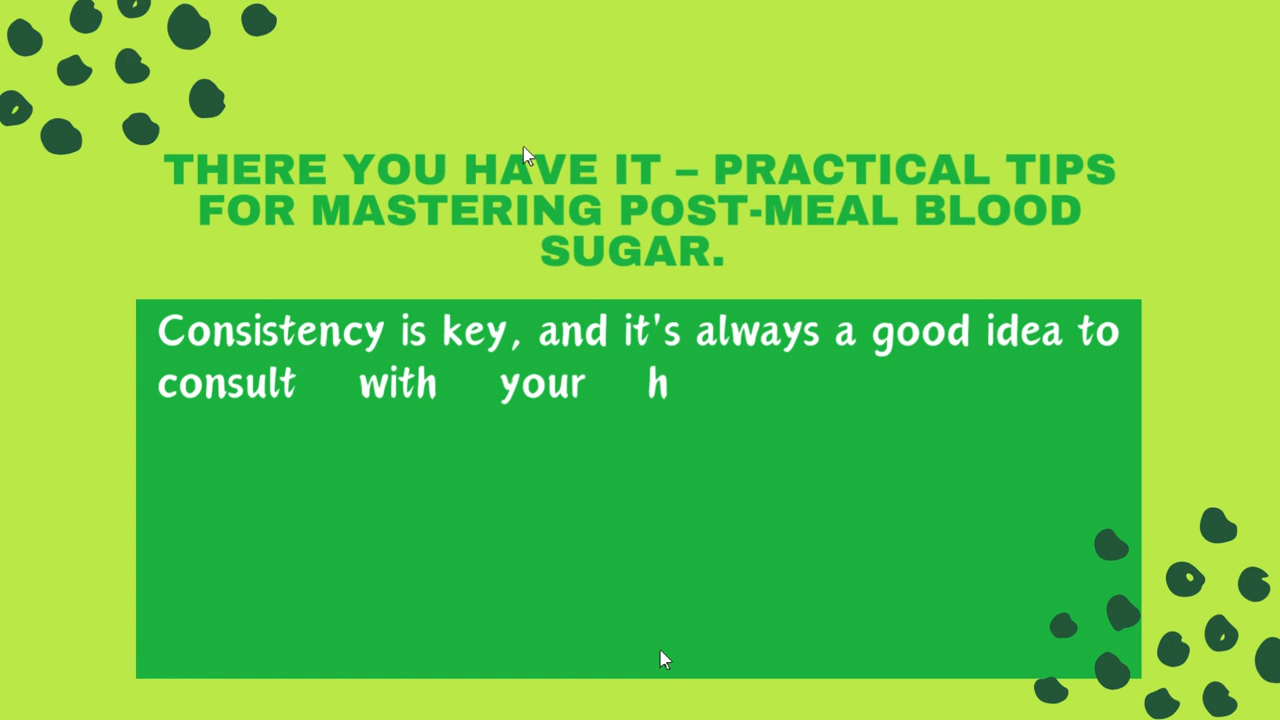 THERE YOU HAVE IT – PRACTICAL TIPS
FOR MASTERING POST-MEAL BLOOD
SUGAR.
Consistency is key, and it's always a good idea to
consult with your h